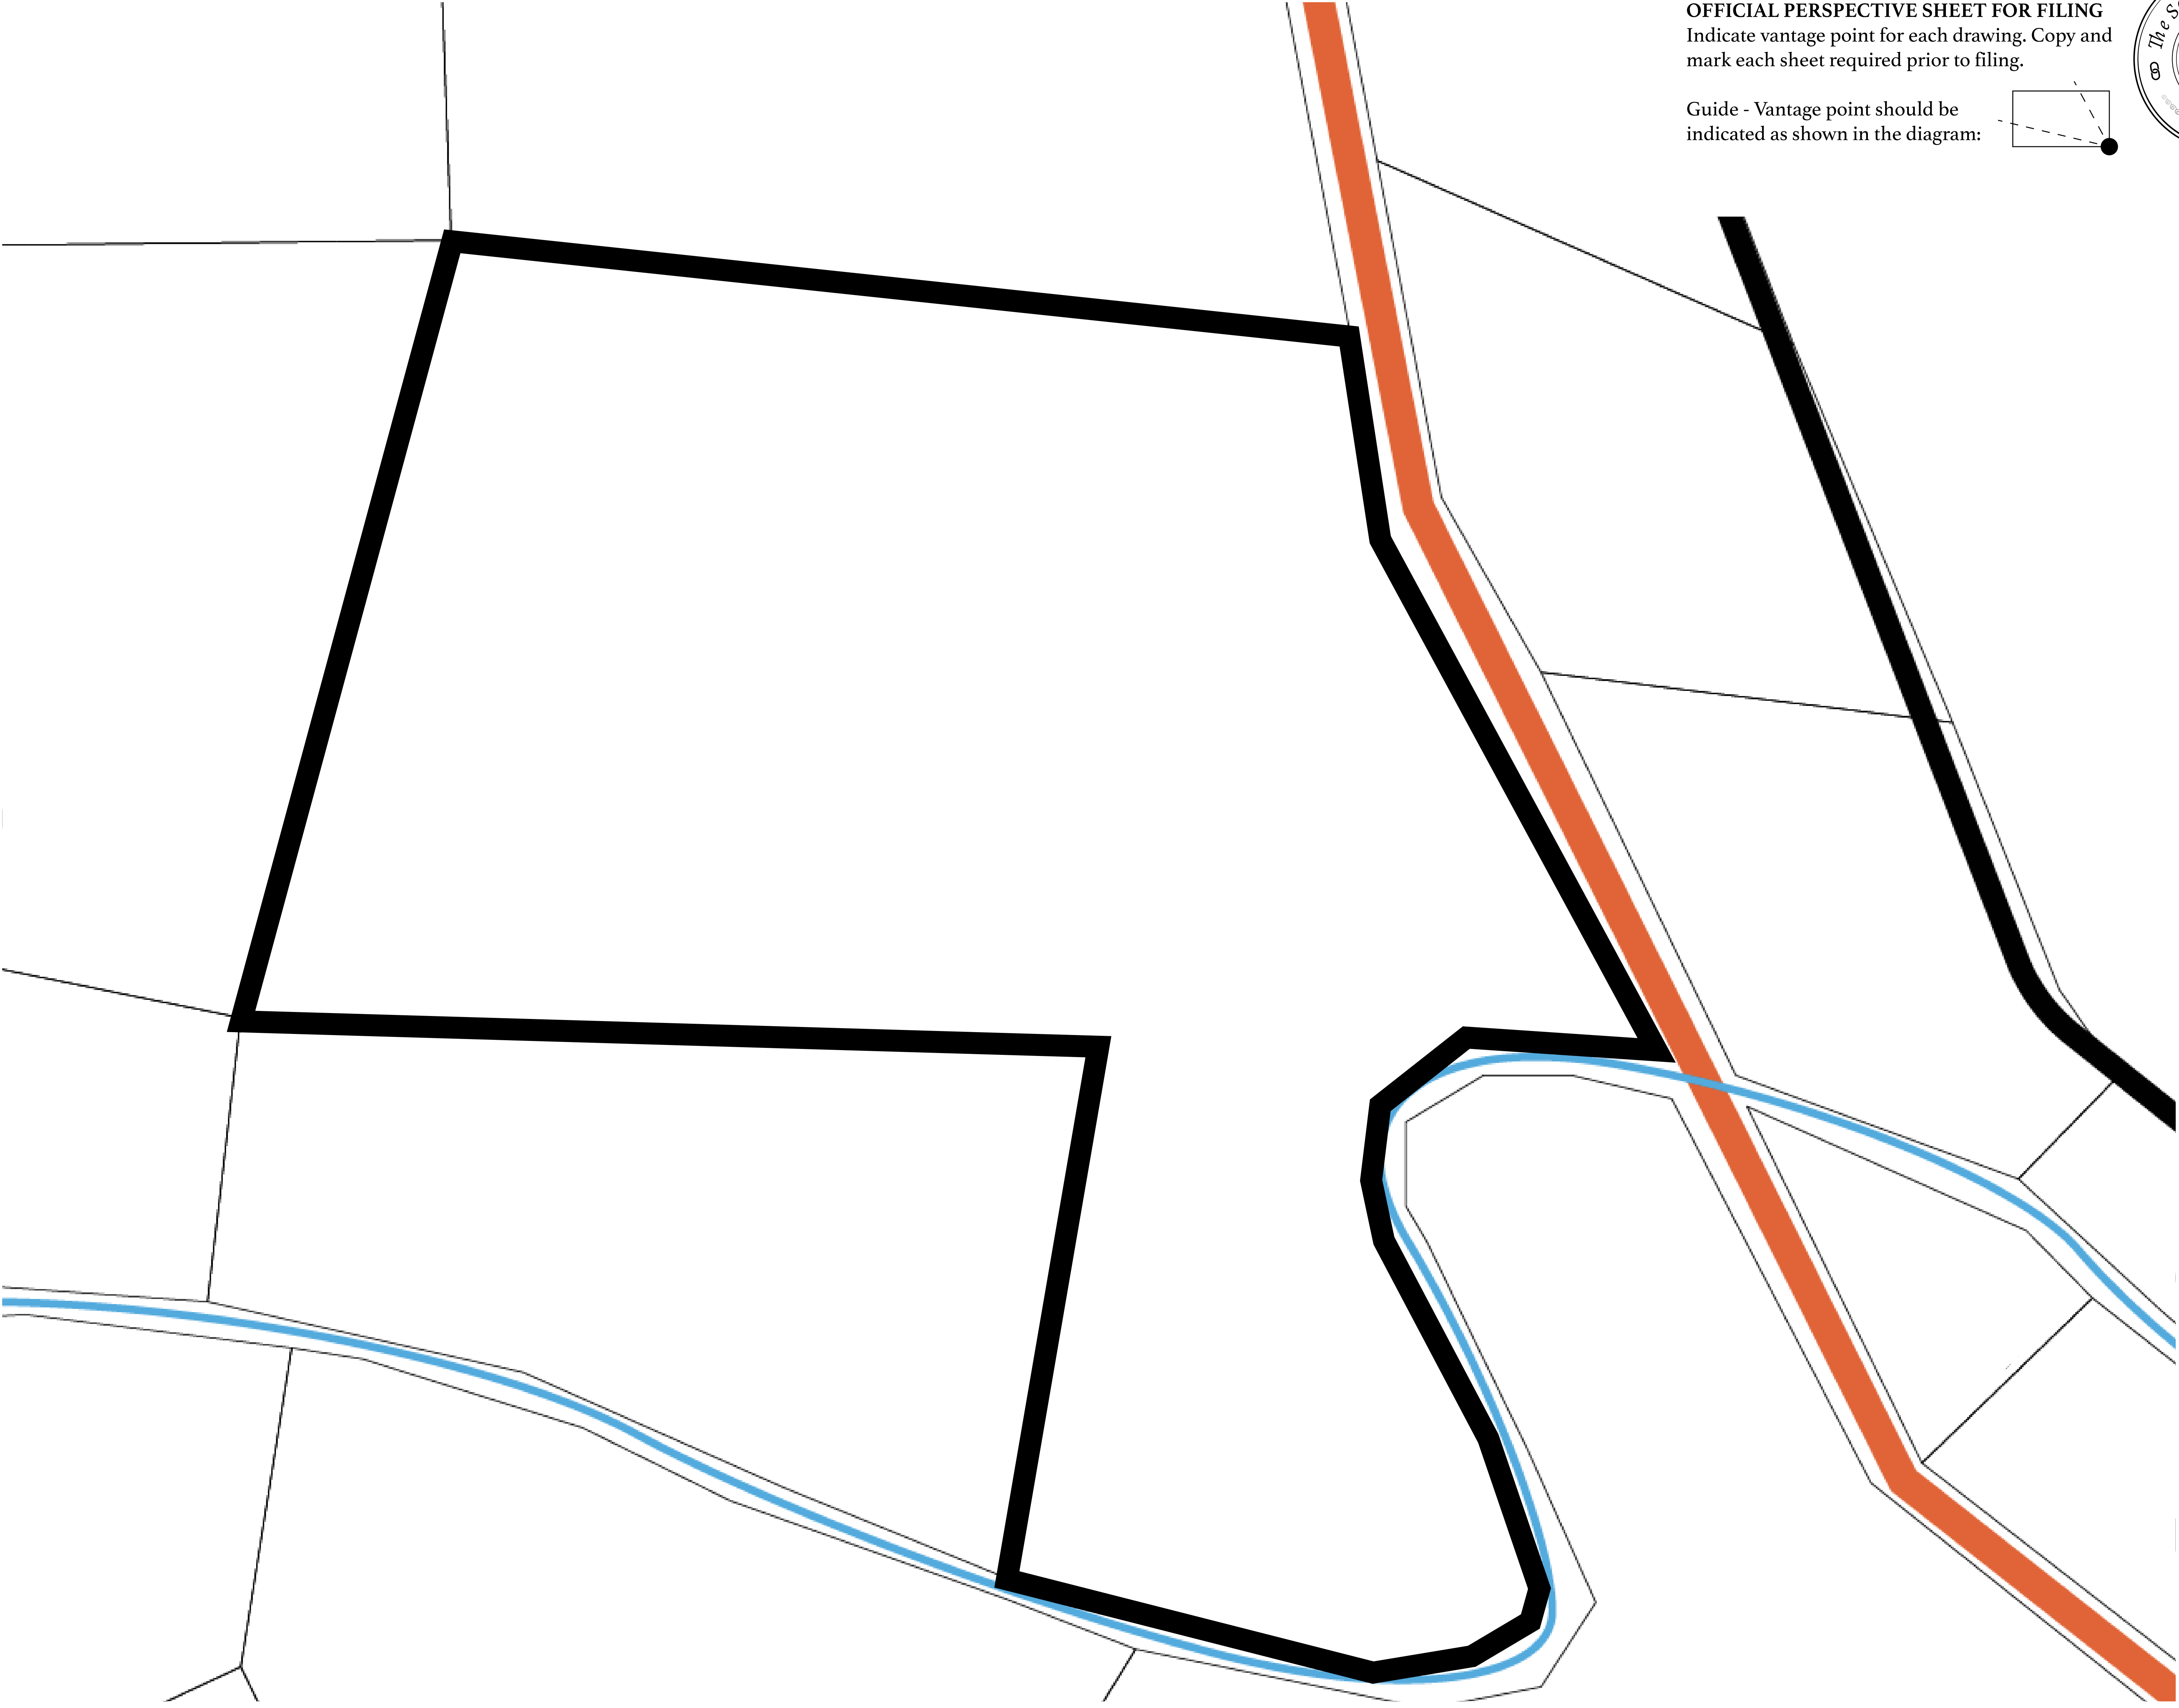 OFFICIAL PERSPECTIVE SHEET FOR FILING
Indicate vantage point for each drawing. Copy and
mark each sheet required prior to filing.
Guide - Vantage point should be
indicated as shown in the diagram:
The